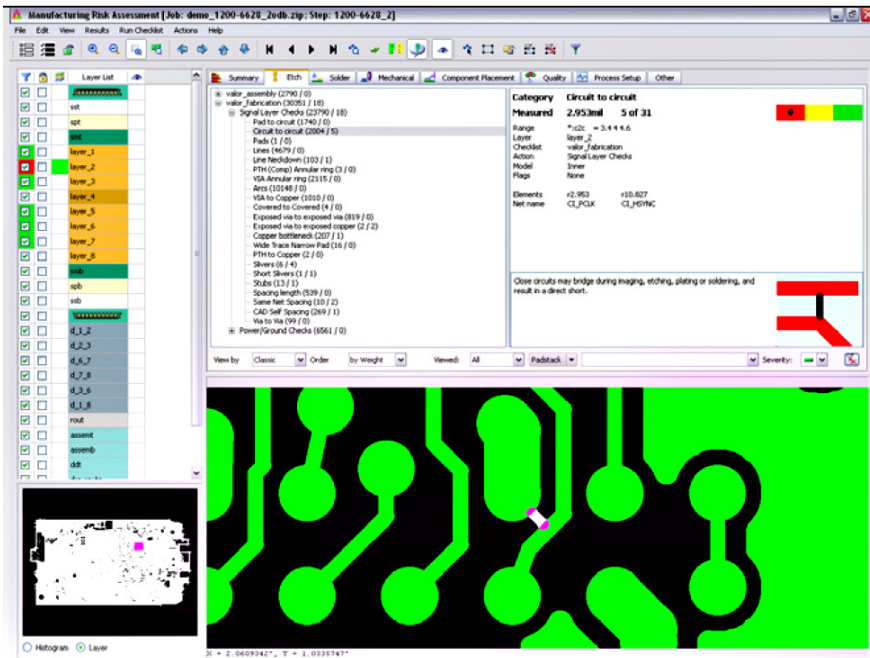 Manufacturing Risk Assessment [Job: demo_1200-6628_2odb.zip; Step: 1200-6628_2]
File Edit View Results Run Checklist Actions Help
Layer List
sst
spt
smt
layer_1
layer_2
layer_3
layer_4
layer_5
layer_6
layer_7
layer_8
smb
spb
ssb
d_1_2
d_2_3
d_6_7
d_7_8
d_3_6
d_1_8
rout
assemt
assemb
ddt
Histogram Layer
Summary Etch Solder Mechanical Component Placement Quality Process Setup Other
valor_assembly (2790 / 0)
valor_fabrication (30351 / 18)
Signal Layer Checks (23790 / 18)
Pad to circuit (1740 / 0)
Circuit to circuit (2004 / 5)
Pads (1 / 0)
Lines (4679 / 0)
Line Neckdown (103 / 1)
PTH (Comp) Annular ring (3 / 0)
VIA Annular ring (2115 / 0)
Arcs (10148 / 0)
VIA to Copper (1010 / 0)
Covered to Covered (4 / 0)
Exposed via to exposed via (819 / 0)
Exposed via to exposed copper (2 / 2)
Copper bottleneck (207 / 1)
Wide Trace Narrow Pad (16 / 0)
PTH to Copper (2 / 0)
Slivers (6 / 4)
Short Slivers (1 / 1)
Stubs (13 / 1)
Spacing length (539 / 0)
Same Net Spacing (10 / 2)
CAD Self Spacing (269 / 1)
Via to Via (99 / 0)
Power/Ground Checks (6561 / 0)
Category Circuit to circuit
Measured 2.953mil 5 of 31
Range *:c2c = 3.4 4 4.6
Layer layer_2
Checklist valor_fabrication
Action Signal Layer Checks
Model Inner
Flags None
Elements r2.953 r10.827
Net name CI_PCLK CI_HSYNC
Close circuits may bridge during imaging, etching, plating or soldering, and
result in a direct short.
View by Classic Order by Weight Viewed: All Padstack Severity:
X = 2.0609342", Y = 1.0335747"